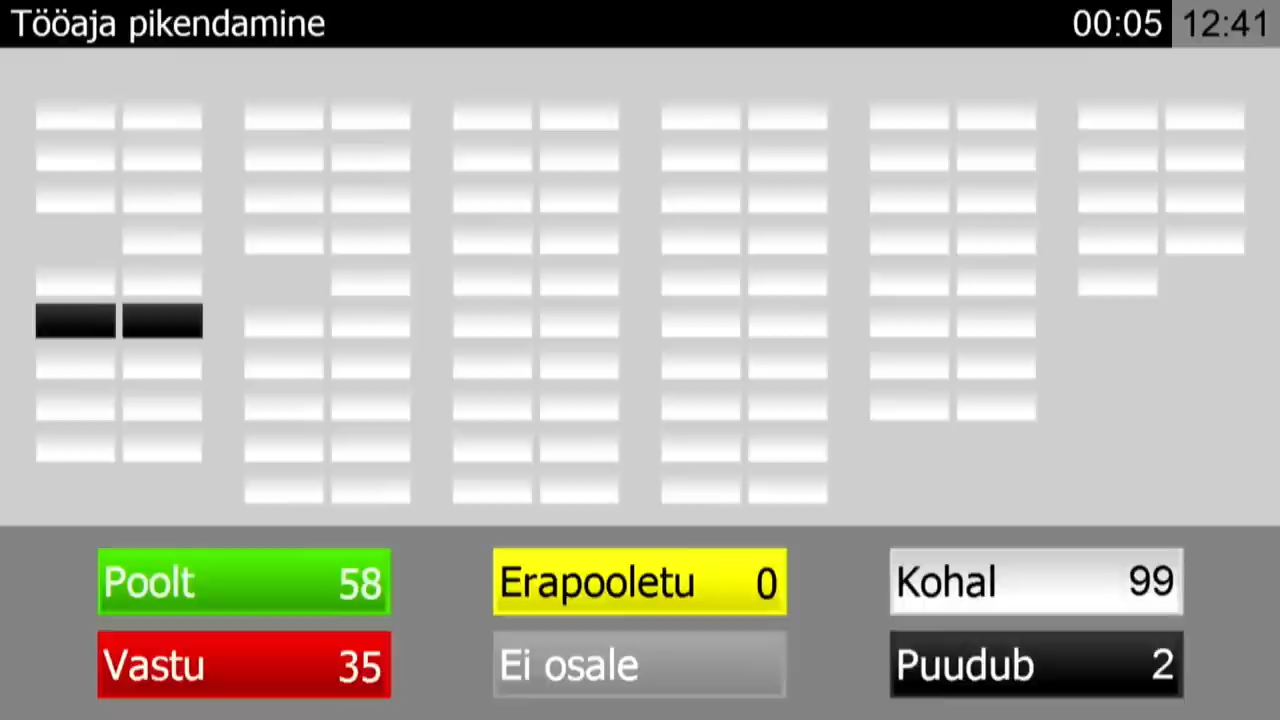 Tööaja pikendamine 00:05 12:41
Poolt 58 Erapooletu 0 Kohal 99
Vastu 35 Ei osale Puudub 2